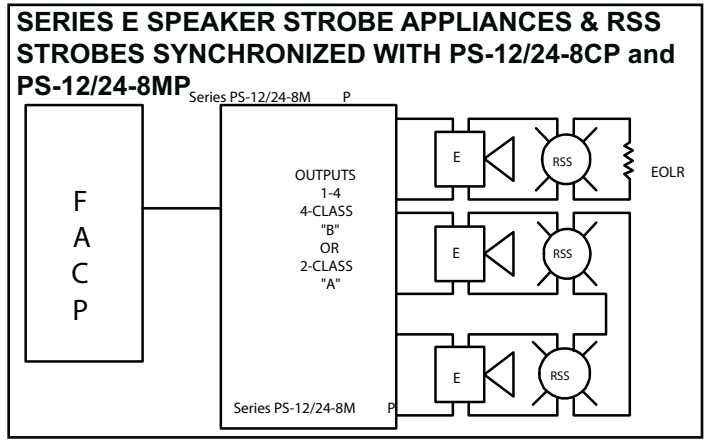 SERIES E SPEAKER STROBE APPLIANCES & RSS
STROBES SYNCHRONIZED WITH PS-12/24-8CP and
PS-12/24-8MP
Series PS-12/24-8M P
F
A
C
P
OUTPUTS
1-4
4-CLASS
"B"
OR
2-CLASS
"A"
E
RSS
EOLR
E
RSS
E
RSS
Series PS-12/24-8M P